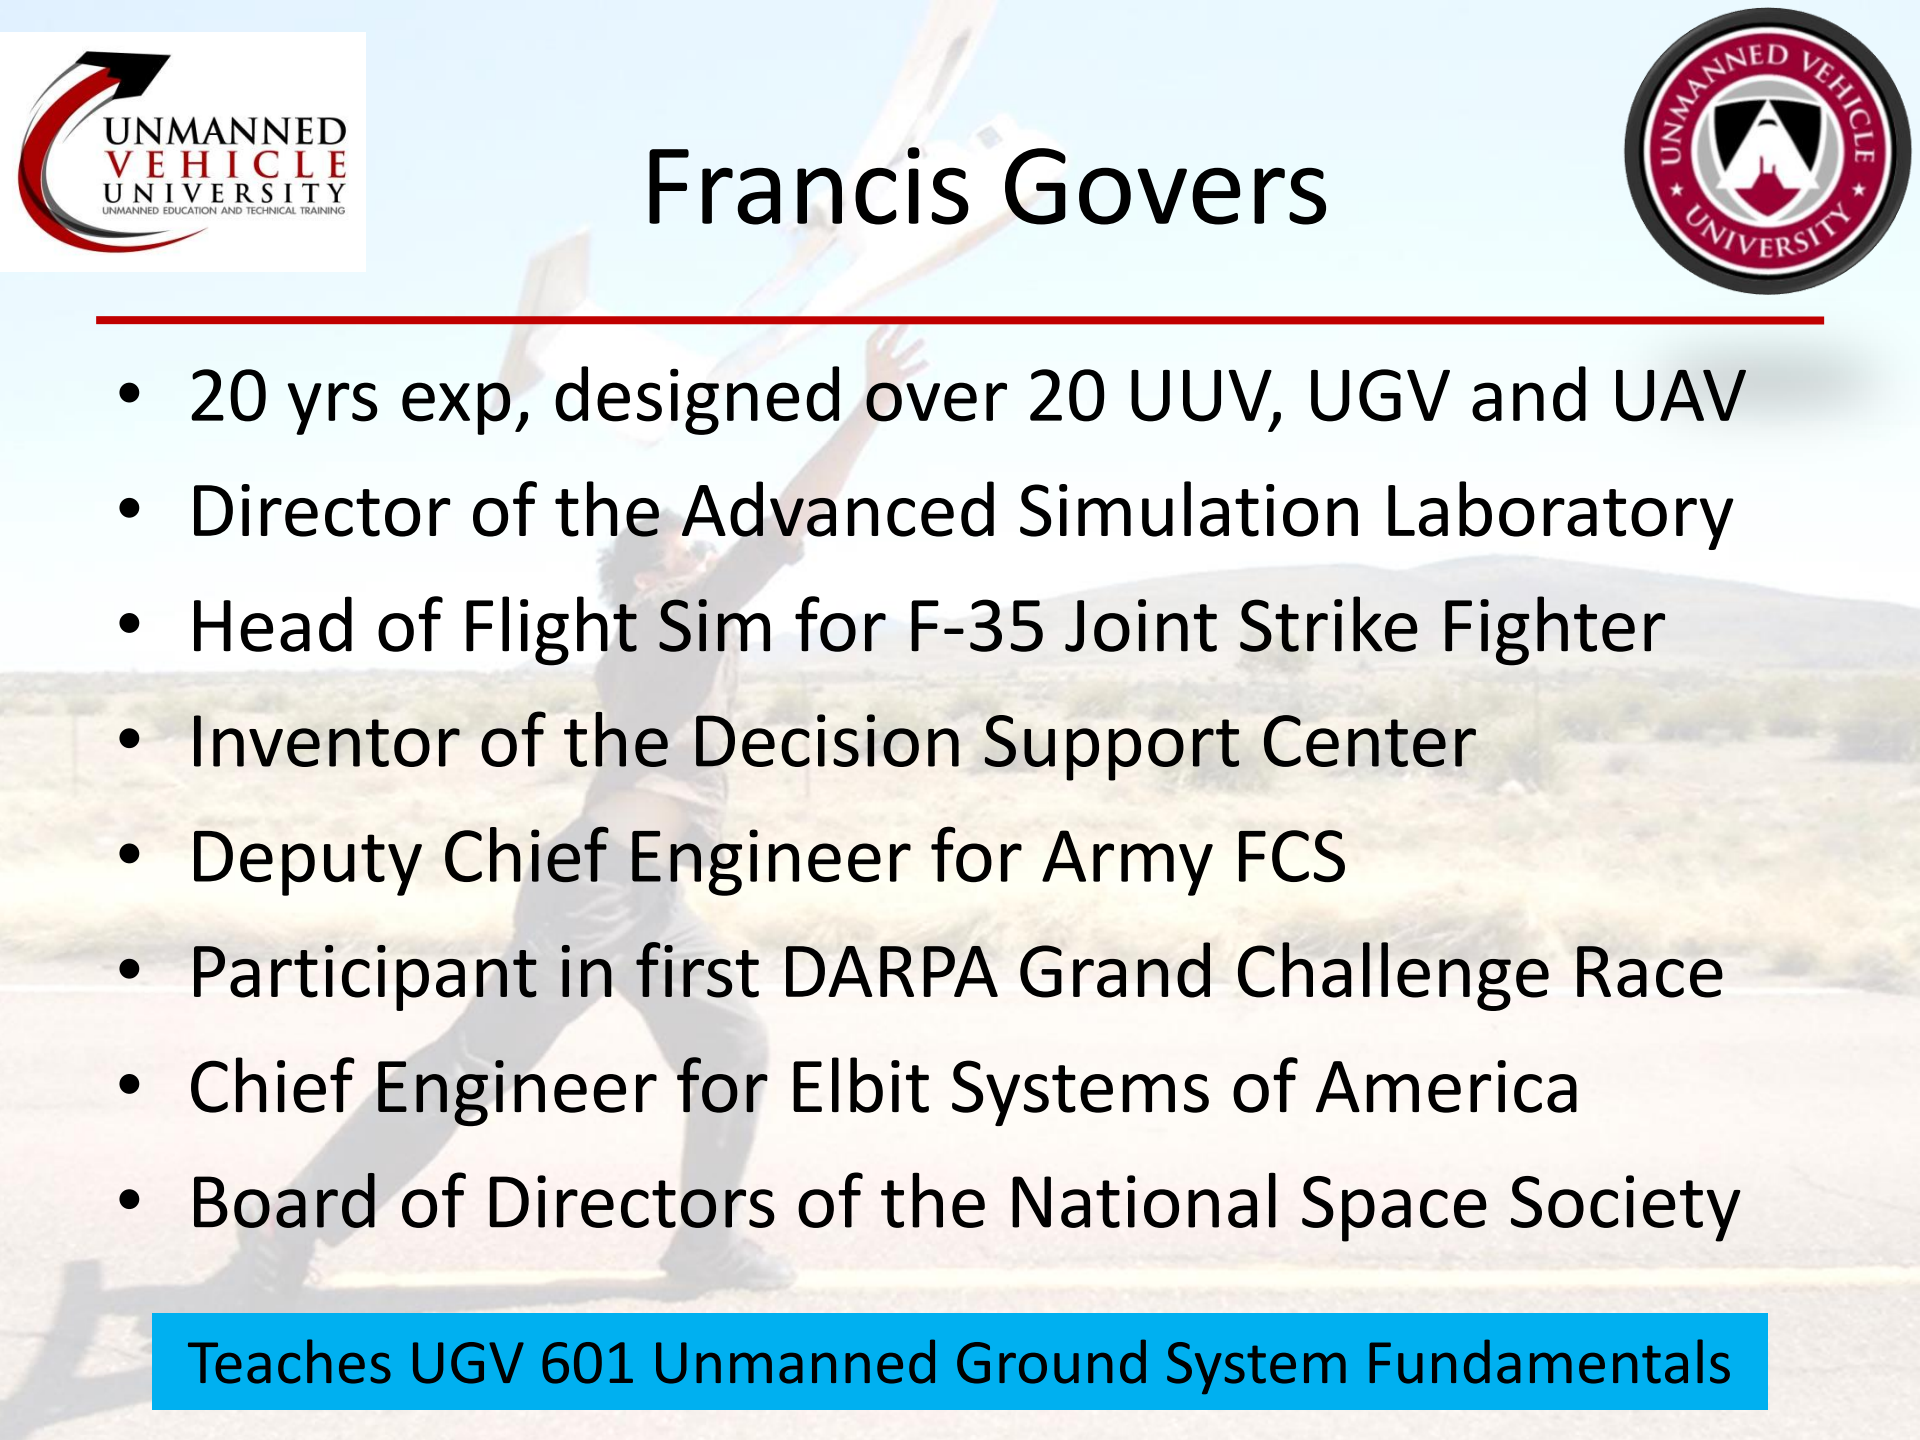 UNMANNED
VEHICLE
UNIVERSITY
UNMANNED EDUCATION AND TECHNICAL TRAINING
Francis Govers
UNMANNED VEHICLE
UNIVERSITY
• 20 yrs exp, designed over 20 UUV, UGV and UAV
• Director of the Advanced Simulation Laboratory
• Head of Flight Sim for F-35 Joint Strike Fighter
• Inventor of the Decision Support Center
• Deputy Chief Engineer for Army FCS
• Participant in first DARPA Grand Challenge Race
• Chief Engineer for Elbit Systems of America
• Board of Directors of the National Space Society
Teaches UGV 601 Unmanned Ground System Fundamentals